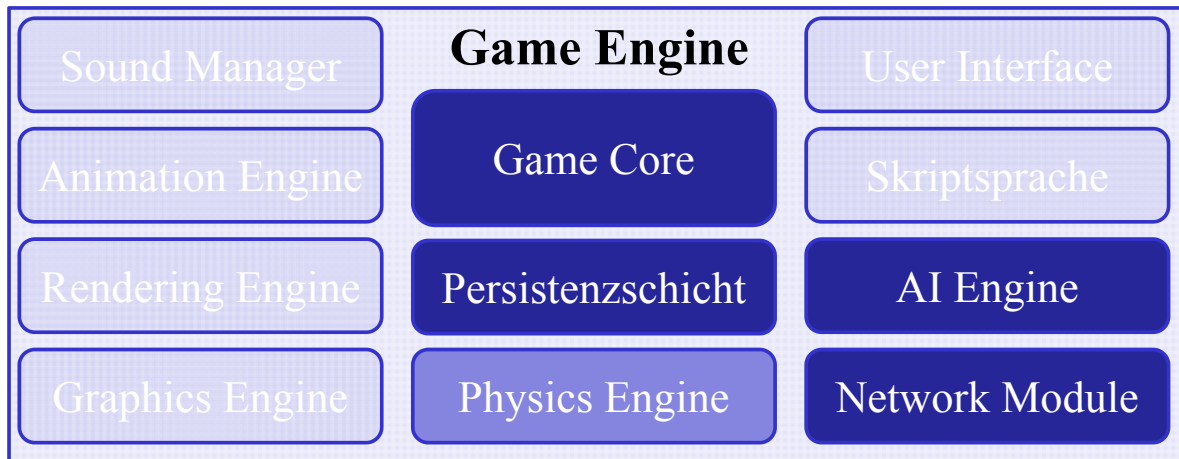 Game Engine
Sound Manager
Animation Engine
Rendering Engine
Graphics Engine
Game Core
Persistenzschicht
Physics Engine
User Interface
Skriptsprache
AI Engine
Network Module